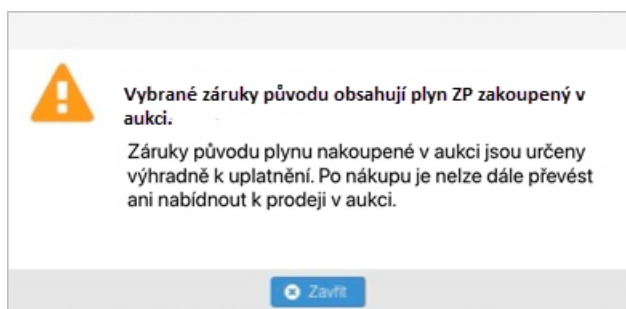 Vybrané záruky původu obsahují plyn ZP zakoupený v
aukci.
Záruky původu plynu nakoupené v aukci jsou určeny
výhradně k uplatnění. Po nákupu je nelze dále převést
ani nabídnout k prodeji v aukci.
Zavřít